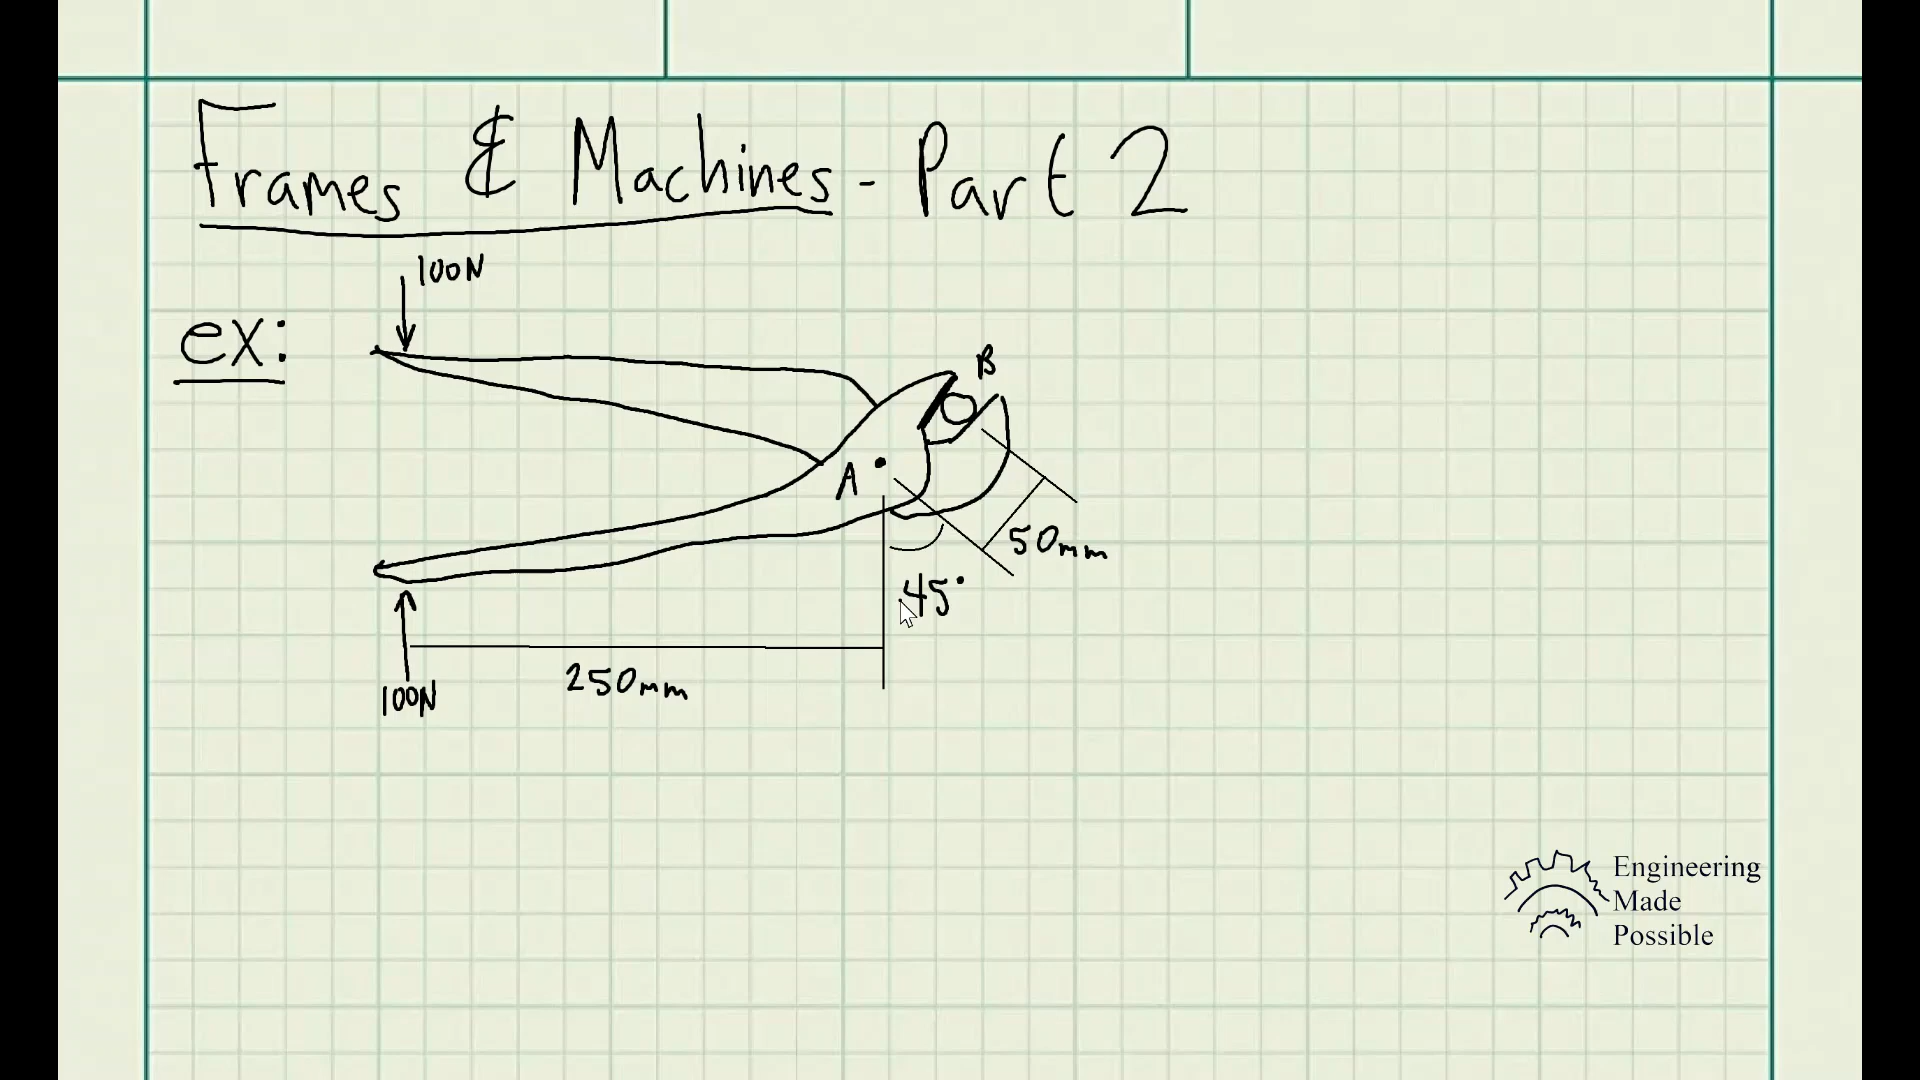 Frames & Machines - Part 2
100N
ex:
B
A
50mm
45°
250mm
100N
Engineering
Made
Possible